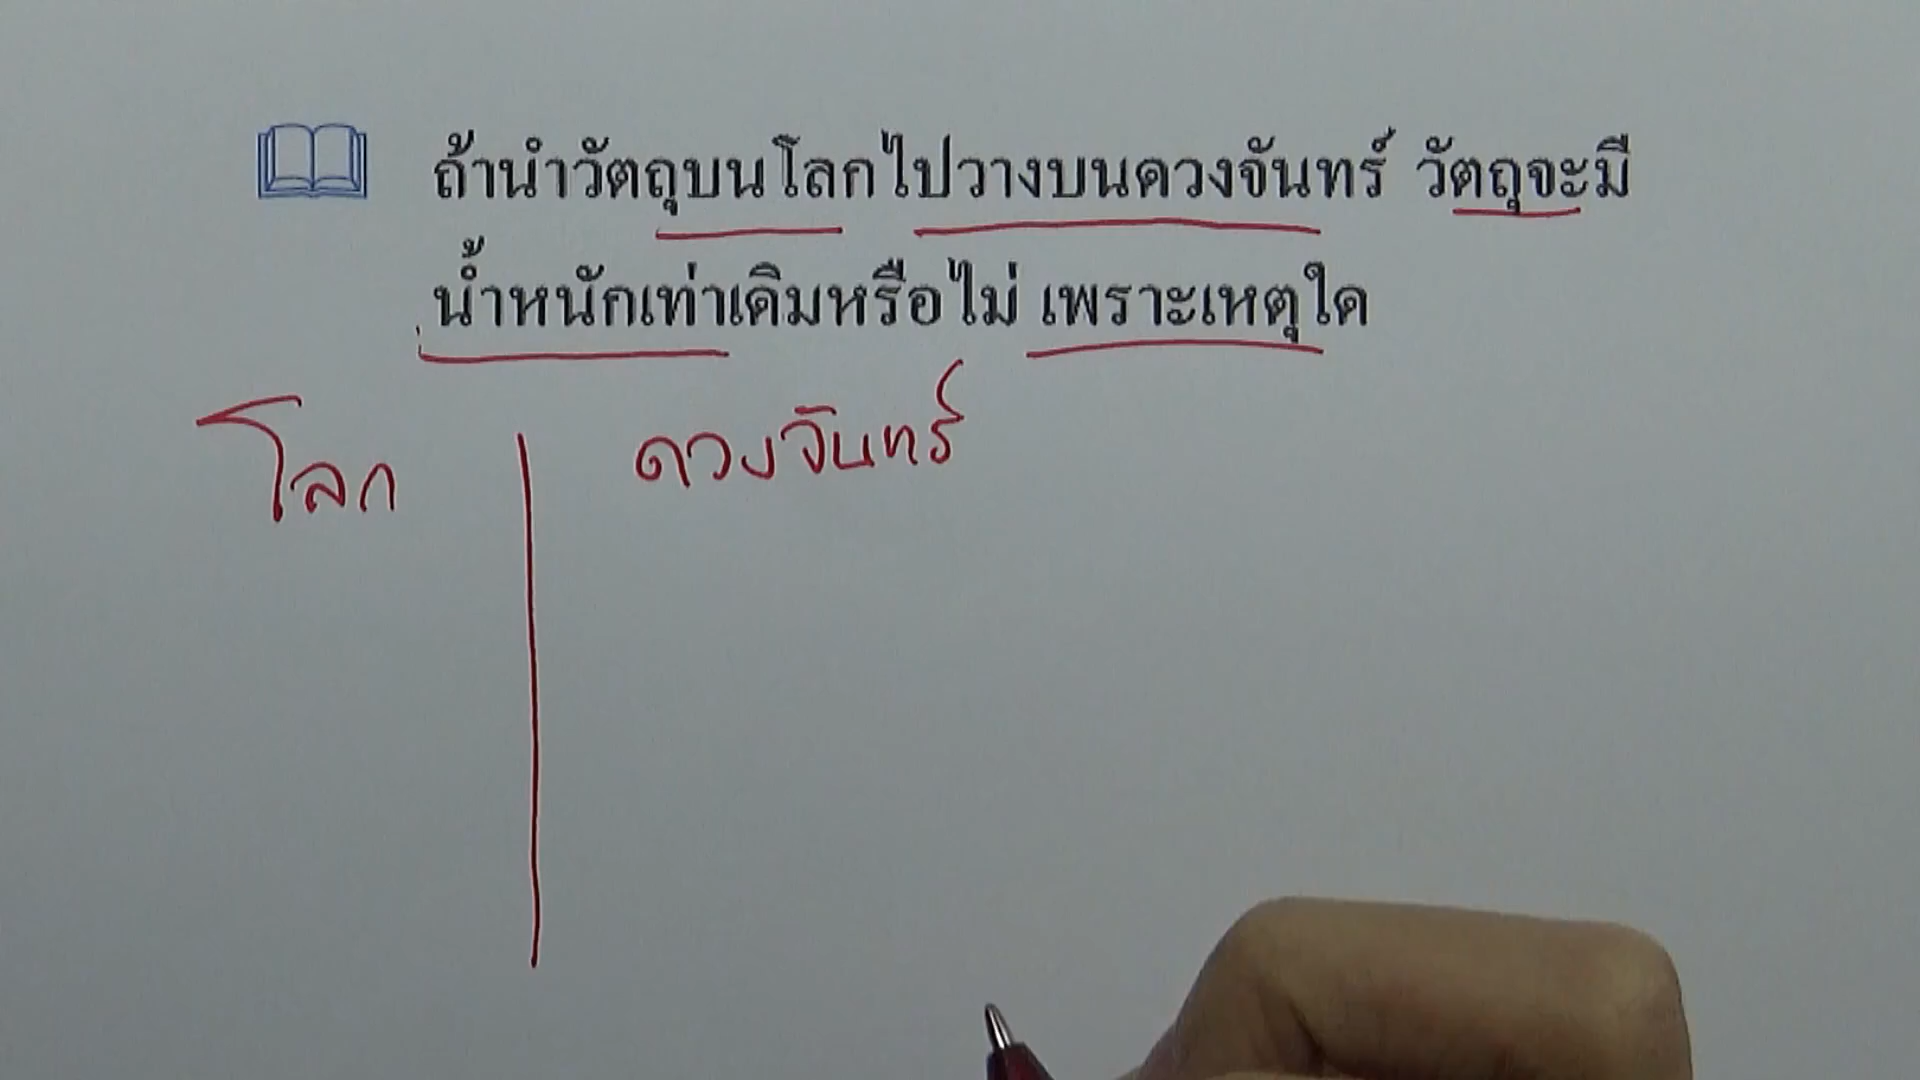 ถ้านำวัตถุบนโลกไปวางบนดวงจันทร์ วัตถุจะมี
น้ำหนักเท่าเดิมหรือไม่ เพราะเหตุใด
โลก ดวงจันทร์